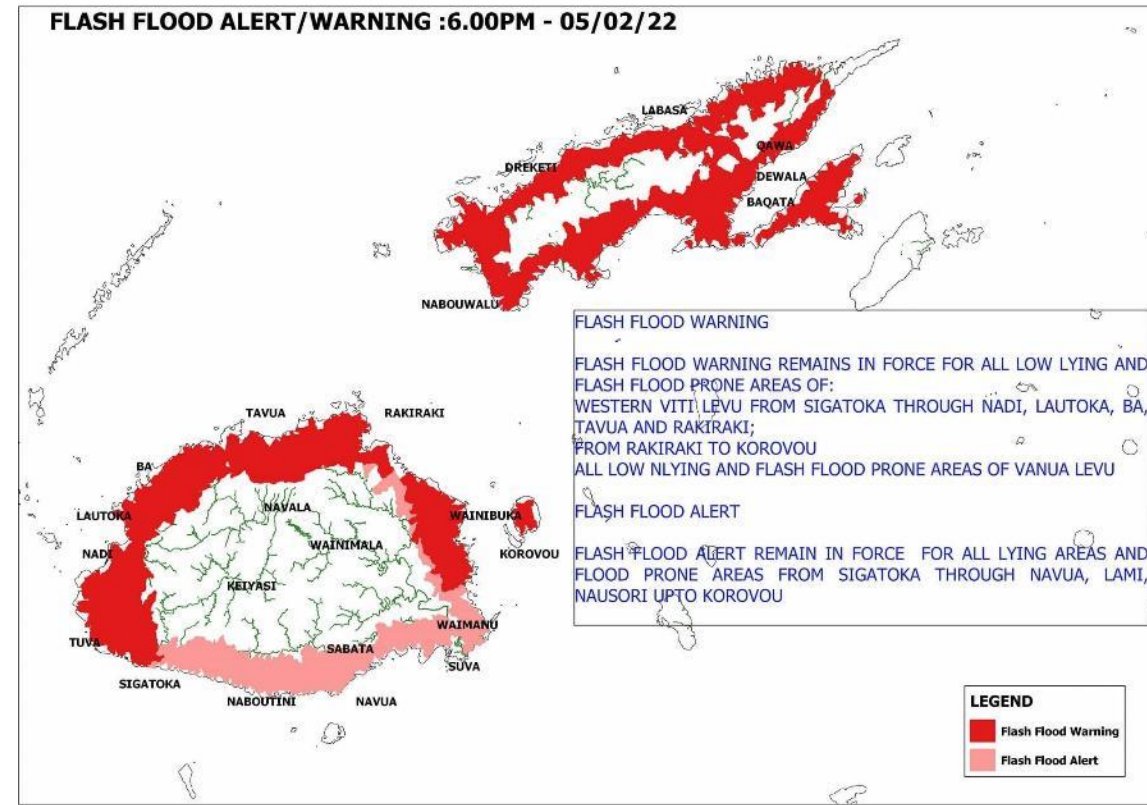 FLASH FLOOD ALERT/WARNING :6.00PM - 05/02/22
LABASA
QAWA
DREKETI
DEWALA
BAQATA
NABOUWALU
FLASH FLOOD WARNING
FLASH FLOOD WARNING REMAINS IN FORCE FOR ALL LOW LYING AND
FLASH FLOOD PRONE AREAS OF:
WESTERN VITI LEVU FROM SIGATOKA THROUGH NADI, LAUTOKA, BA,
TAVUA AND RAKIRAKI;
FROM RAKIRAKI TO KOROVOU
ALL LOW NLYING AND FLASH FLOOD PRONE AREAS OF VANUA LEVU
FLASH FLOOD ALERT
FLASH FLOOD ALERT REMAIN IN FORCE FOR ALL LYING AREAS AND
FLOOD PRONE AREAS FROM SIGATOKA THROUGH NAVUA, LAMI,
NAUSORI UPTO KOROVOU
TAVUA
RAKIRAKI
BA
NAVALA
LAUTOKA
WAINIBUKA
WAINIMALA
NADI
KOROVOU
KEIYASI
WAIMANU
TUVA
SABATA
SUVA
SIGATOKA
NABOUTINI
NAVUA
LEGEND
Flash Flood Warning
Flash Flood Alert